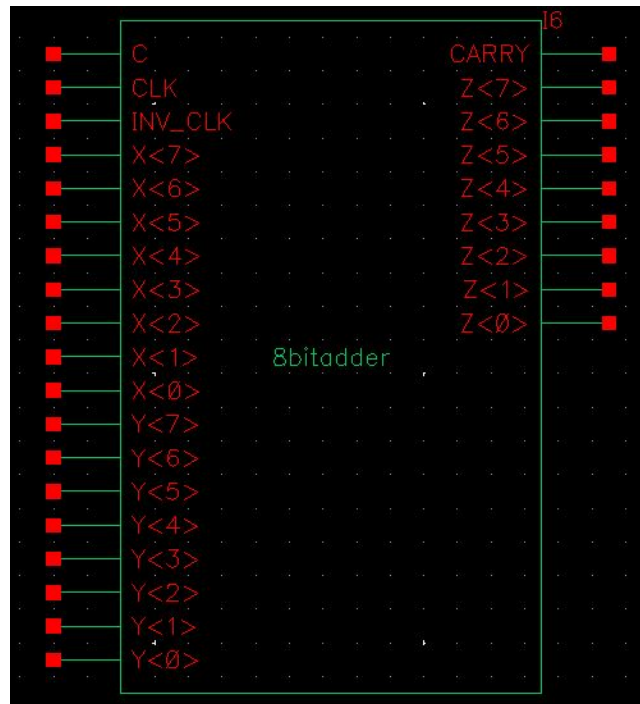 I6
C CARRY
CLK Z<7>
INV_CLK Z<6>
X<7> Z<5>
X<6> Z<4>
X<5> Z<3>
X<4> Z<2>
X<3> Z<1>
X<2> Z<0>
X<1> 8bitadder
X<0>
Y<7>
Y<6>
Y<5>
Y<4>
Y<3>
Y<2>
Y<1>
Y<0>